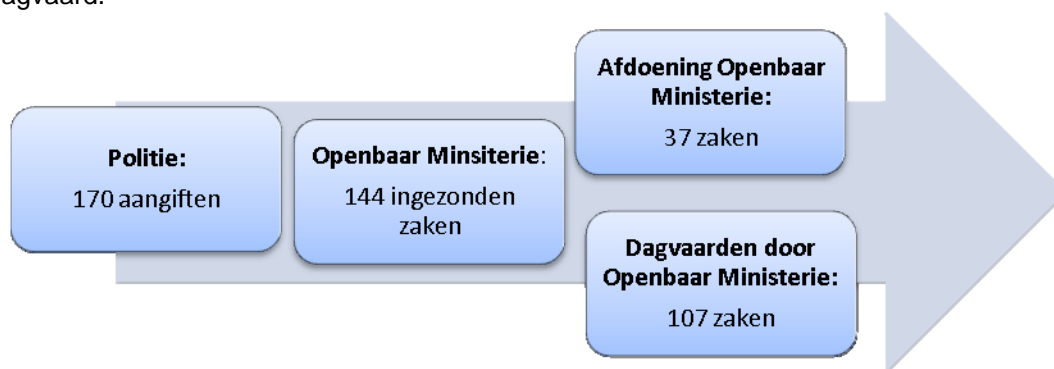 agvaard.
Politie:
170 aangiften
Openbaar Minsiterie:
144 ingezonden
zaken
Afdoening Openbaar
Ministerie:
37 zaken
Dagvaarden door
Openbaar Ministerie:
107 zaken